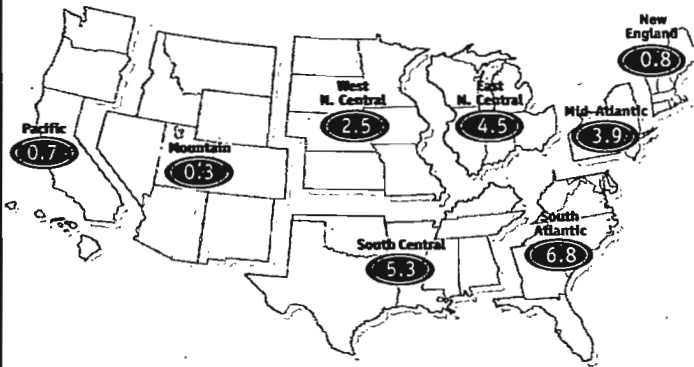 New
England
0.8
West
N. Central
2.5
East
N. Central
4.5
Mid-Atlantic
3.9
Pacific
0.7
Mountain
0.3
South
Atlantic
6.8
South Central
5.3